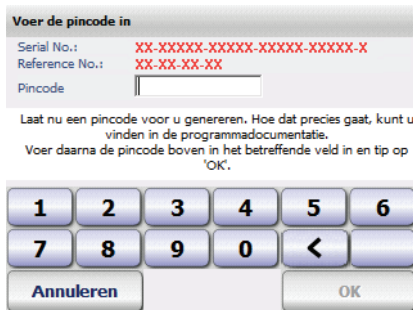 Voer de pincode in
Serial No.: XX-XXXXX-XXXXX-XXXXX-XXXXX-X
Reference No.: XX-XX-XX-XX
Pincode
Laat nu een pincode voor u genereren. Hoe dat precies gaat, kunt u
vinden in de programmadocumentatie.
Voer daarna de pincode boven in het betreffende veld in en tip op
'OK'.
1 2 3 4 5 6
7 8 9 0 <
Annuleren OK